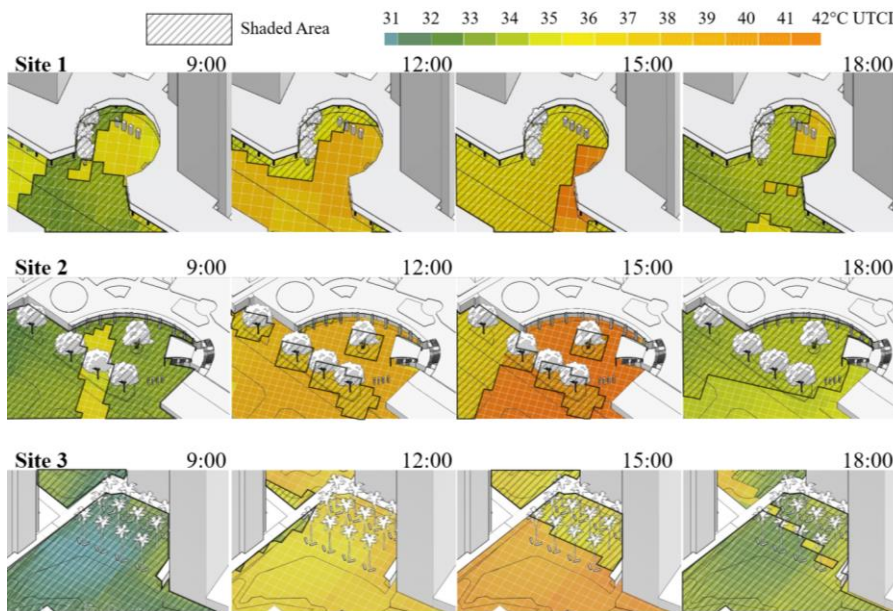 Shaded Area
31 32 33 34 35 36 37 38 39 40 41 42°C UTCI
Site 1 9:00 12:00 15:00 18:00
Site 2 9:00 12:00 15:00 18:00
Site 3 9:00 12:00 15:00 18:00